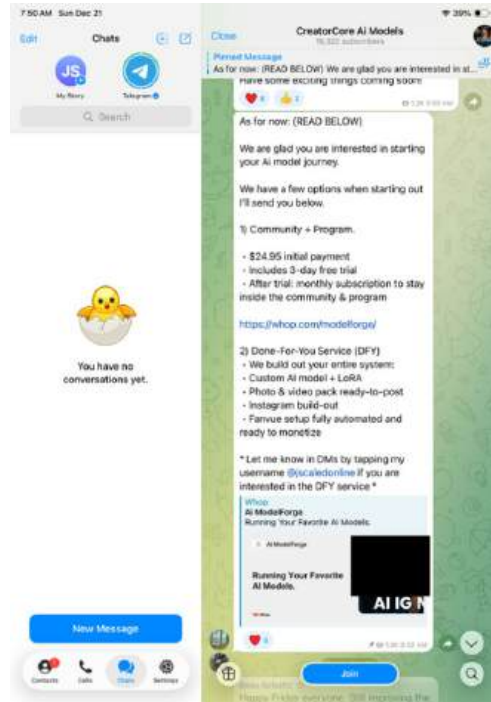 7:50 AM Sun Dec 21
39%
Edit
Chats
JS
My Story
Telegram
Search
You have no
conversations yet.
New Message
Contacts
Calls
Chats
Settings
Close
CreatorCore Ai Models
subscribers
Pinned Message
As for now: (READ BELOW) We are glad you are interested in st...
Have some exciting things coming soon!
As for now: (READ BELOW)
We are glad you are interested in starting
your Ai model journey.
We have a few options when starting out
I'll send you below.
1) Community + Program.
- $24.95 initial payment
- Includes 3-day free trial
- After trial: monthly subscription to stay
inside the community & program
https://whop.com/modelforge/
2) Done-For-You Service (DFY)
- We build out your entire system:
- Custom AI model + LoRA
- Photo & video pack ready-to-post
- Instagram build-out
- Fanvue setup fully automated and
ready to monetize
*Let me know in DMs by tapping my
username @jscaledonline if you are
interested in the DFY service *
Whop
Ai ModelForge
Running Your Favorite Ai Models.
Ai ModelForge
Running Your Favorite
Ai Models.
AI IG M
Join
Happy Friday everyone. Still improving the